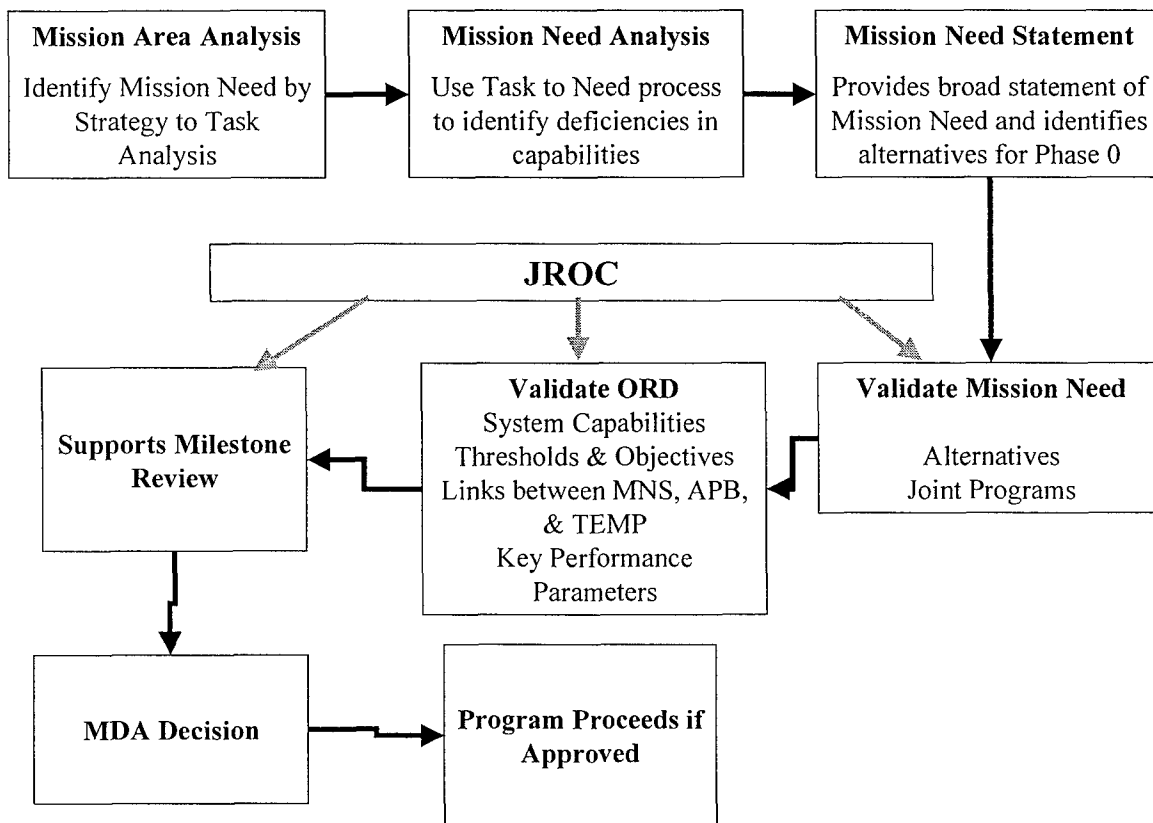 Mission Area Analysis
Identify Mission Need by
Strategy to Task
Analysis
Mission Need Analysis
Use Task to Need process
to identify deficiencies in
capabilities
Mission Need Statement
Provides broad statement of
Mission Need and identifies
alternatives for Phase 0
JROC
Supports Milestone
Review
Validate ORD
System Capabilities
Thresholds & Objectives
Links between MNS, APB,
& TEMP
Key Performance
Parameters
Validate Mission Need
Alternatives
Joint Programs
MDA Decision
Program Proceeds if
Approved